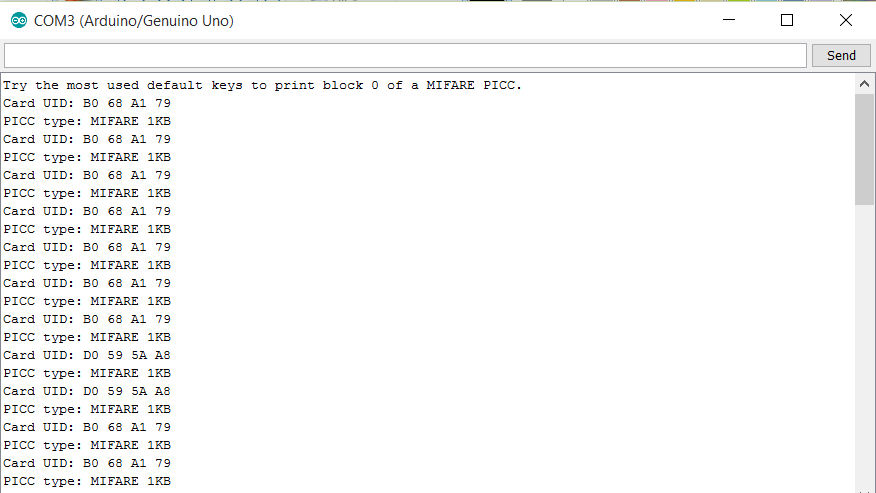 COM3 (Arduino/Genuino Uno)
Send
Try the most used default keys to print block 0 of a MIFARE PICC.
Card UID: B0 68 A1 79
PICC type: MIFARE 1KB
Card UID: B0 68 A1 79
PICC type: MIFARE 1KB
Card UID: B0 68 A1 79
PICC type: MIFARE 1KB
Card UID: B0 68 A1 79
PICC type: MIFARE 1KB
Card UID: B0 68 A1 79
PICC type: MIFARE 1KB
Card UID: B0 68 A1 79
PICC type: MIFARE 1KB
Card UID: B0 68 A1 79
PICC type: MIFARE 1KB
Card UID: D0 59 5A A8
PICC type: MIFARE 1KB
Card UID: D0 59 5A A8
PICC type: MIFARE 1KB
Card UID: B0 68 A1 79
PICC type: MIFARE 1KB
Card UID: B0 68 A1 79
PICC type: MIFARE 1KB